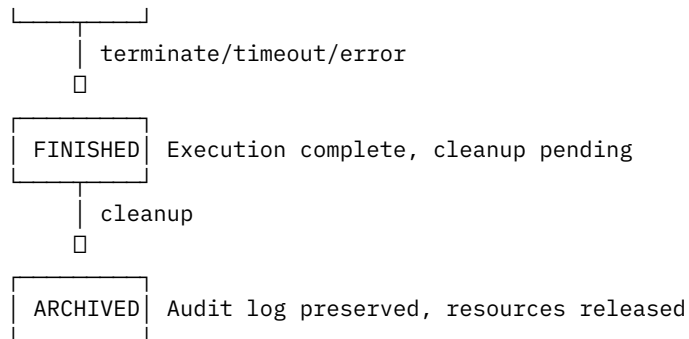 terminate/timeout/error
FINISHED Execution complete, cleanup pending
cleanup
ARCHIVED Audit log preserved, resources released